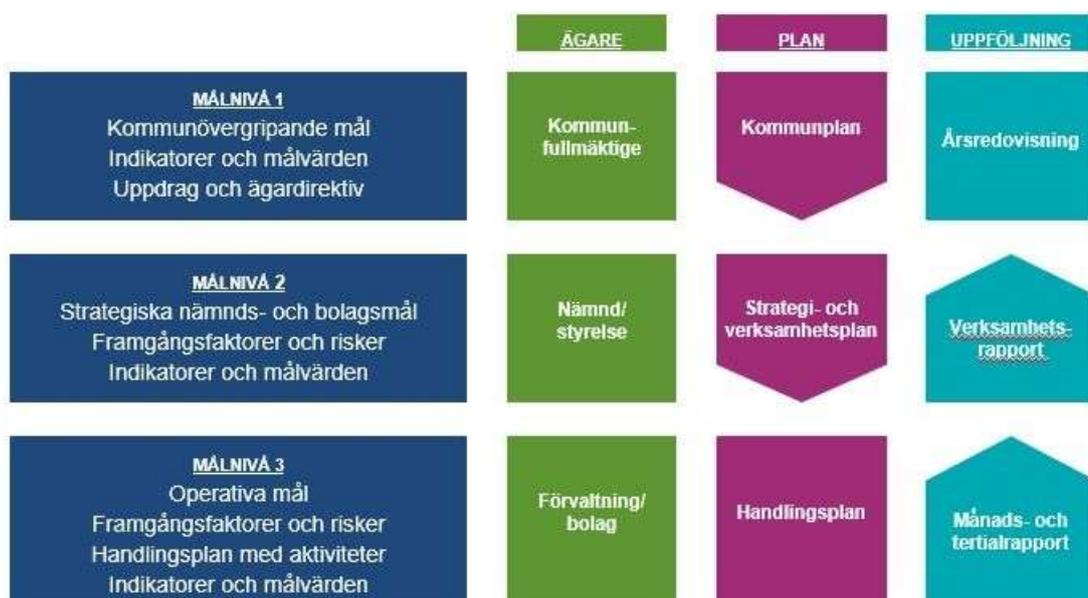 ÄGARE
PLAN
UPPFÖLJNING
MÅLNIVÅ 1
Kommunövergripande mål
Indikatorer och målvärden
Uppdrag och ägardirektiv
Kommun-
fullmäktige
Kommunplan
Årsredovisning
MÅLNIVÅ 2
Strategiska nämnds- och bolagsmål
Framgångsfaktorer och risker
Indikatorer och målvärden
Nämnd/
styrelse
Strategi- och
verksamhetsplan
Verksamhets-
rapport
MÅLNIVÅ 3
Operativa mål
Framgångsfaktorer och risker
Handlingsplan med aktiviteter
Indikatorer och målvärden
Förvaltning/
bolag
Handlingsplan
Månads- och
tertialrapport